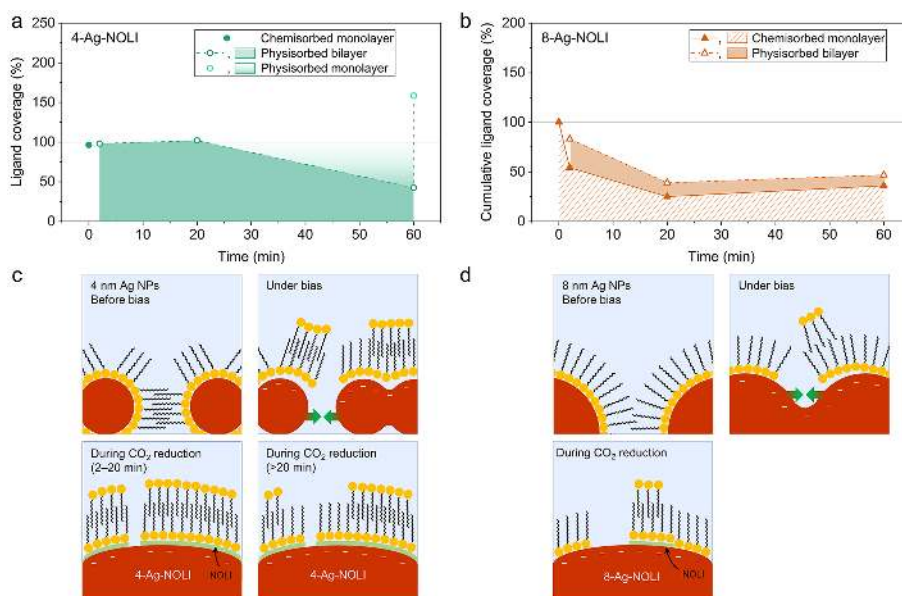 a
250
200
150
100
50
0
Ligand coverage (%)
4-Ag-NOLI
Chemisorbed monolayer
Physisorbed bilayer
Physisorbed monolayer
0 10 20 30 40 50 60
Time (min)
b
200
150
100
50
0
Cumulative ligand coverage (%)
8-Ag-NOLI
Chemisorbed monolayer
Physisorbed bilayer
0 10 20 30 40 50 60
Time (min)
c
4 nm Ag NPs
Before bias
Under bias
During CO₂ reduction
(2–20 min)
NOLI
4-Ag-NOLI
During CO₂ reduction
(>20 min)
4-Ag-NOLI
d
8 nm Ag NPs
Before bias
Under bias
During CO₂ reduction
NOLI
8-Ag-NOLI